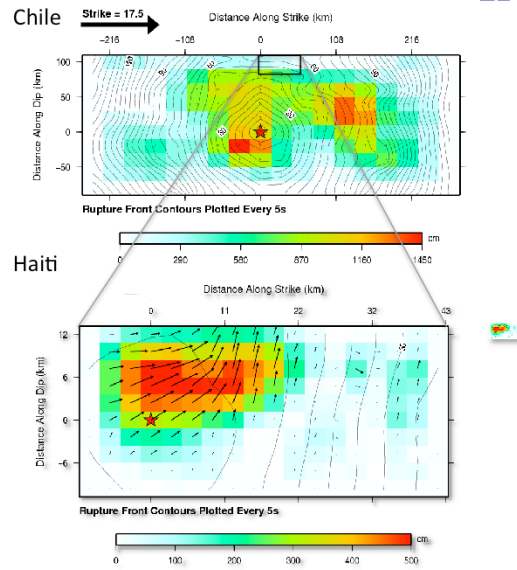 Chile
Strike = 17.5
Distance Along Strike (km)
-216 -108 0 108 216
Distance Along Dip (km)
100
50
0
-50
Rupture Front Contours Plotted Every 5s
cm
0 290 580 870 1160 1450
Haiti
Distance Along Strike (km)
0 11 22 32 43
Distance Along Dip (km)
12
6
0
-6
Rupture Front Contours Plotted Every 5s
cm
0 100 200 300 400 500